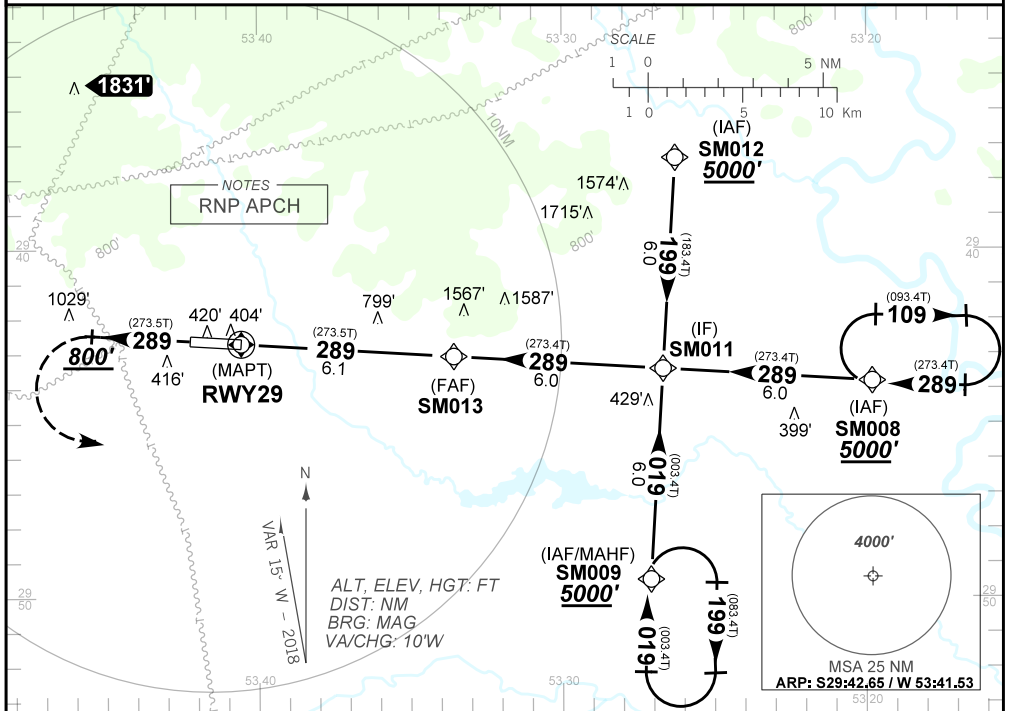 53 40
53 30
53 20
SCALE
1 0 5 NM
1 0 5 10 Km
1831'
10NM
(IAF)
SM012
5000'
NOTES
RNP APCH
1574'
1715'
800'
800'
29
40
29
40
(183.4T)
199
6.0
1029'
420' 404'
799'
1567'
1587'
(093.4T)
109
(273.5T)
289
800'
416'
(MAPT)
RWY29
(273.5T)
289
6.1
(FAF)
SM013
(273.4T)
289
6.0
(IF)
SM011
429'
(273.4T)
289
6.0
399'
(273.4T)
289
(IAF)
SM008
5000'
(003.4T)
019
6.0
N
VAR 15° W - 2018
ALT, ELEV, HGT: FT
DIST: NM
BRG: MAG
VA/CHG: 10'W
(IAF/MAHF)
SM009
5000'
(083.4T)
199
(003.4T)
019
4000'
MSA 25 NM
ARP: S29:42.65 / W 53:41.53
29
50
29
50
53 40
53 30
53 20